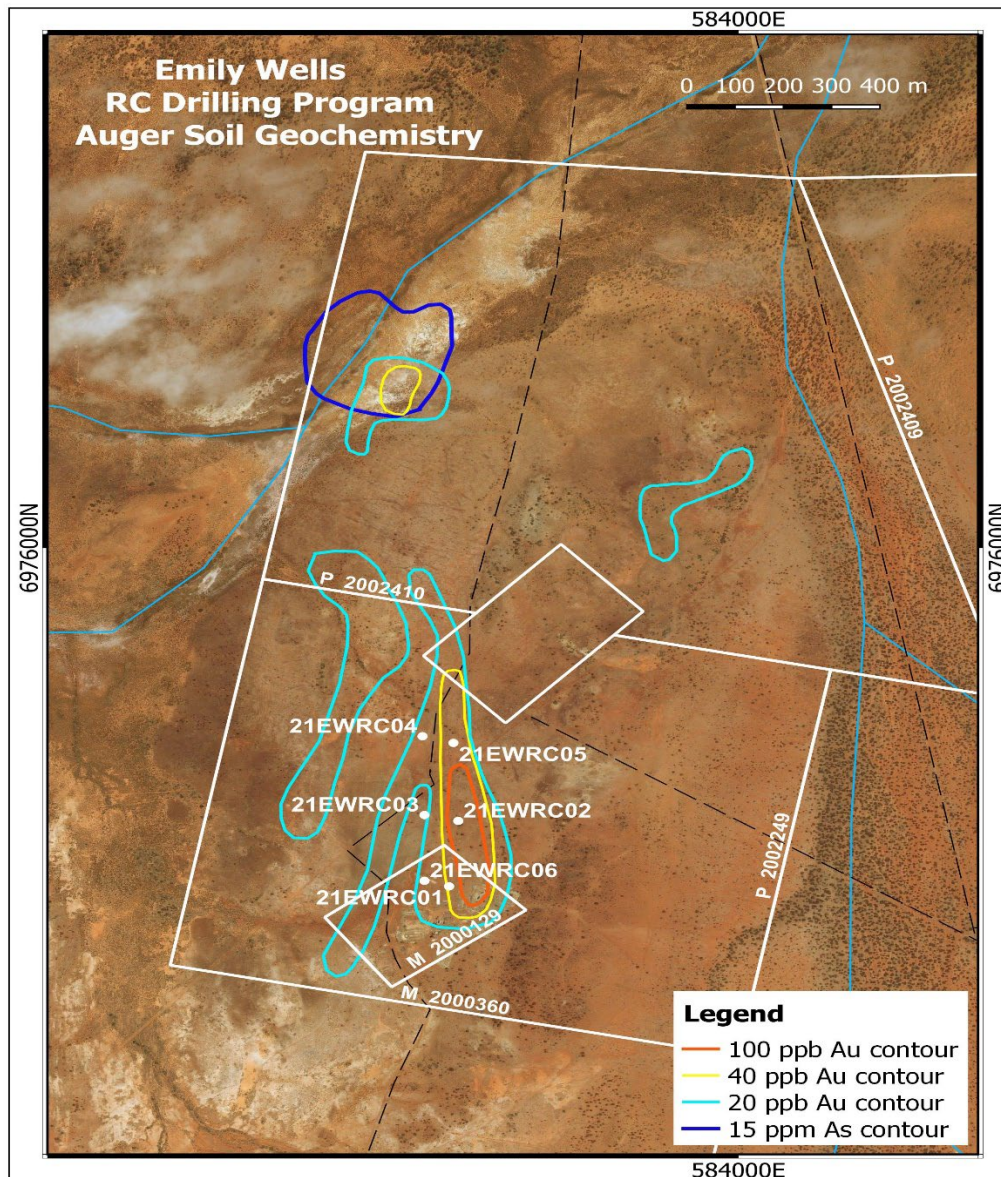 584000E
Emily Wells
RC Drilling Program
Auger Soil Geochemistry
0 100 200 300 400 m
P 2002409
6976000N
6976000N
P 2002410
21EWRC04
21EWRC05
21EWRC03
21EWRC02
21EWRC06
21EWRC01
P 2002249
M 2000129
M 2000360
Legend
100 ppb Au contour
40 ppb Au contour
20 ppb Au contour
15 ppm As contour
584000E